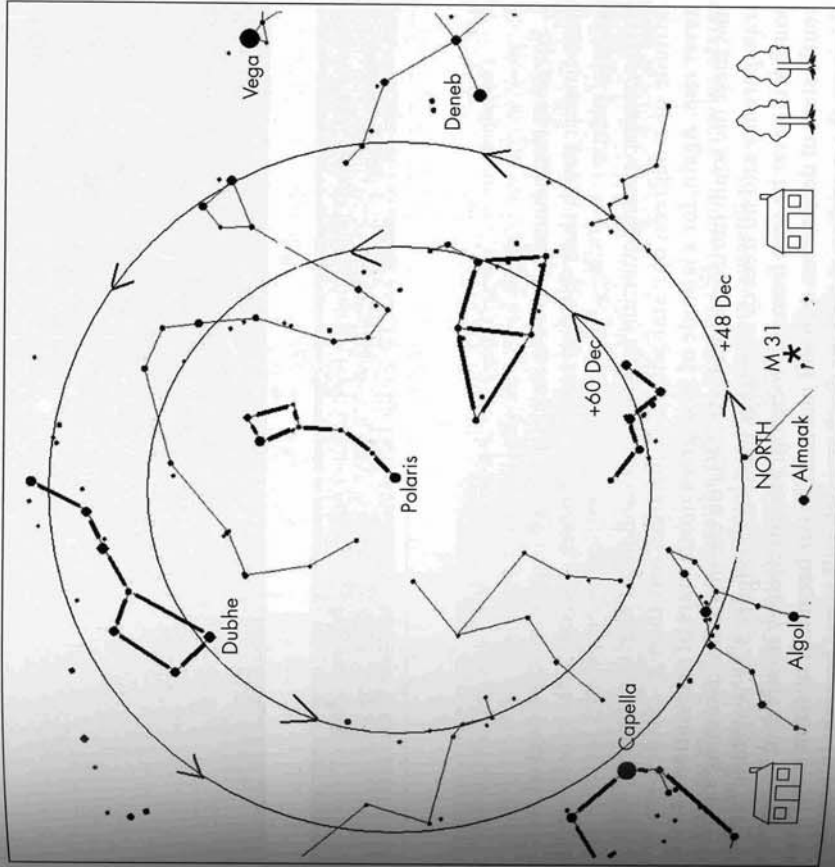 Dubhe
Vega
Polaris
Deneb
+60 Dec
Capella
+48 Dec
NORTH
M 31
Algol
Almaak